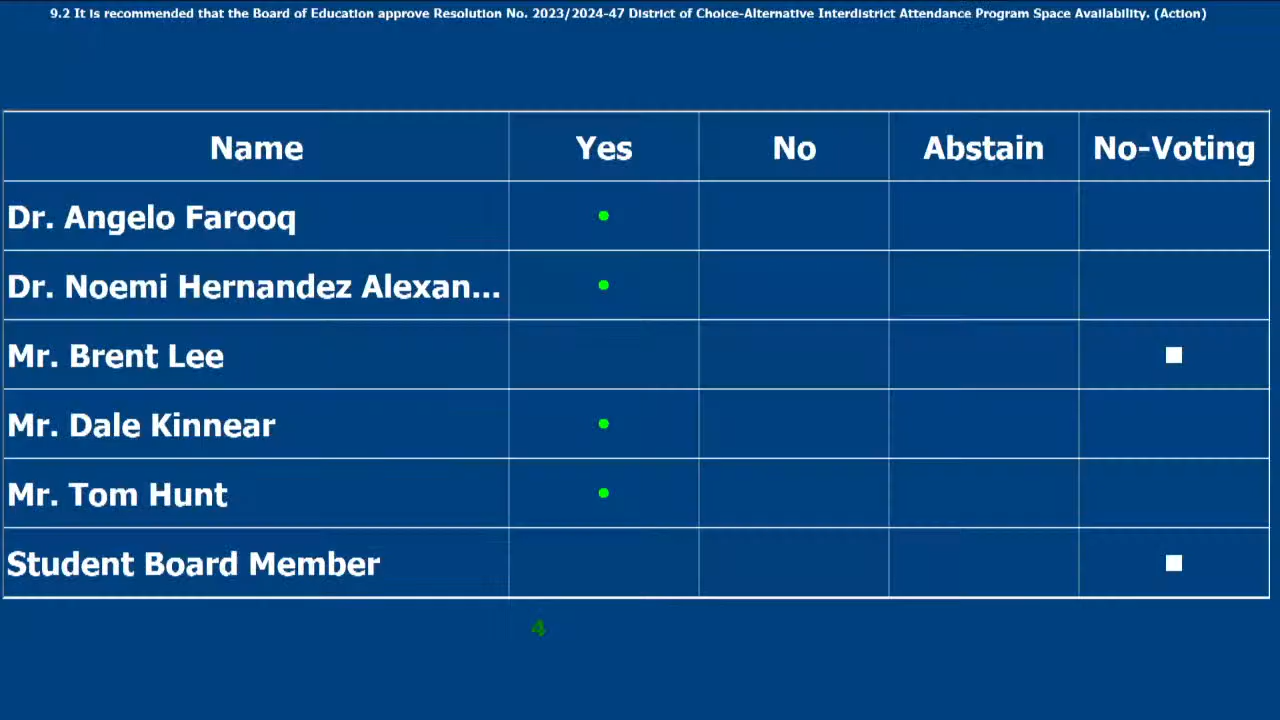 9.2 It is recommended that the Board of Education approve Resolution No. 2023/2024-47 District of Choice-Alternative Interdistrict Attendance Program Space Availability. (Action)
Name Yes No Abstain No-Voting
Dr. Angelo Farooq
Dr. Noemi Hernandez Alexan...
Mr. Brent Lee
Mr. Dale Kinnear
Mr. Tom Hunt
Student Board Member
4